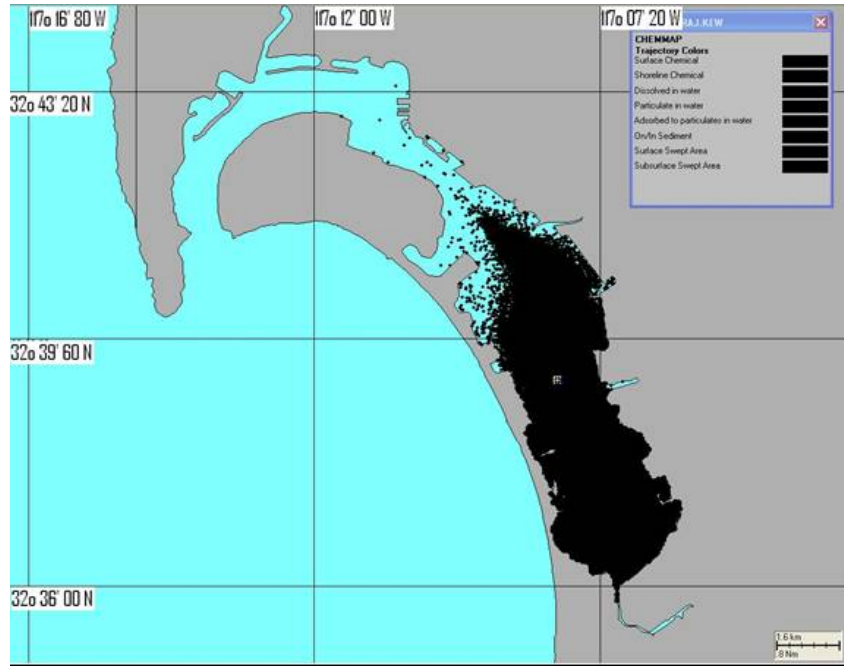 117o 16' 80 W
117o 12' 00 W
117o 07' 20 W
RAJ.KEW
CHEMMAP
Trajectory Colors
Surface Chemical
Shoreline Chemical
Dissolved in water
Particulate in water
Adsorbed to particulates in water
On/In Sediment
Surface Swept Area
Subsurface Swept Area
32o 43' 20 N
32o 39' 60 N
32o 36' 00 N
1.6 km
.8 Nm